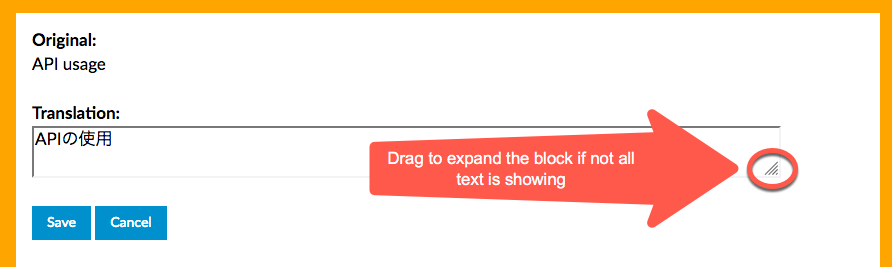 Original:
API usage
Translation:
APIの使用
Drag to expand the block if not all
text is showing
Save Cancel